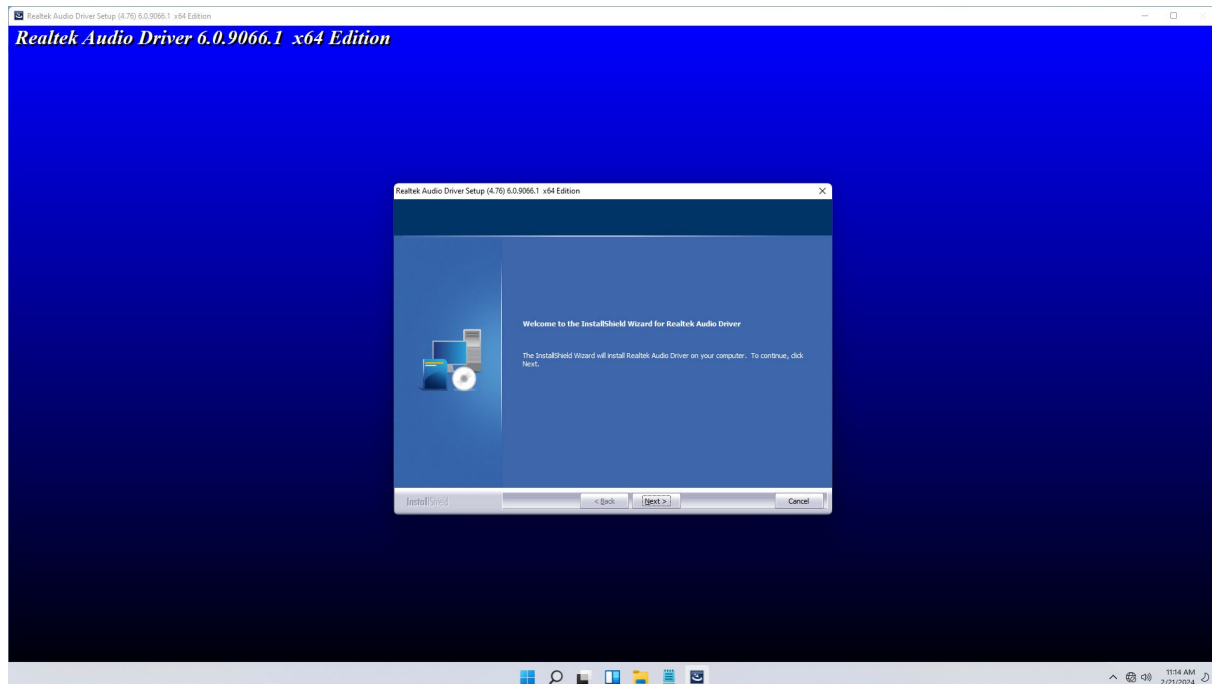 Realtek Audio Driver Setup (4.76) 6.0.9066.1 x64 Edition
Realtek Audio Driver 6.0.9066.1 x64 Edition
Realtek Audio Driver Setup (4.76) 6.0.9066.1 x64 Edition
Welcome to the InstallShield Wizard for Realtek Audio Driver
The InstallShield Wizard will install Realtek Audio Driver on your computer. To continue, click
Next.
InstallShield
< Back
Next >
Cancel
11:14 AM
2/21/2024